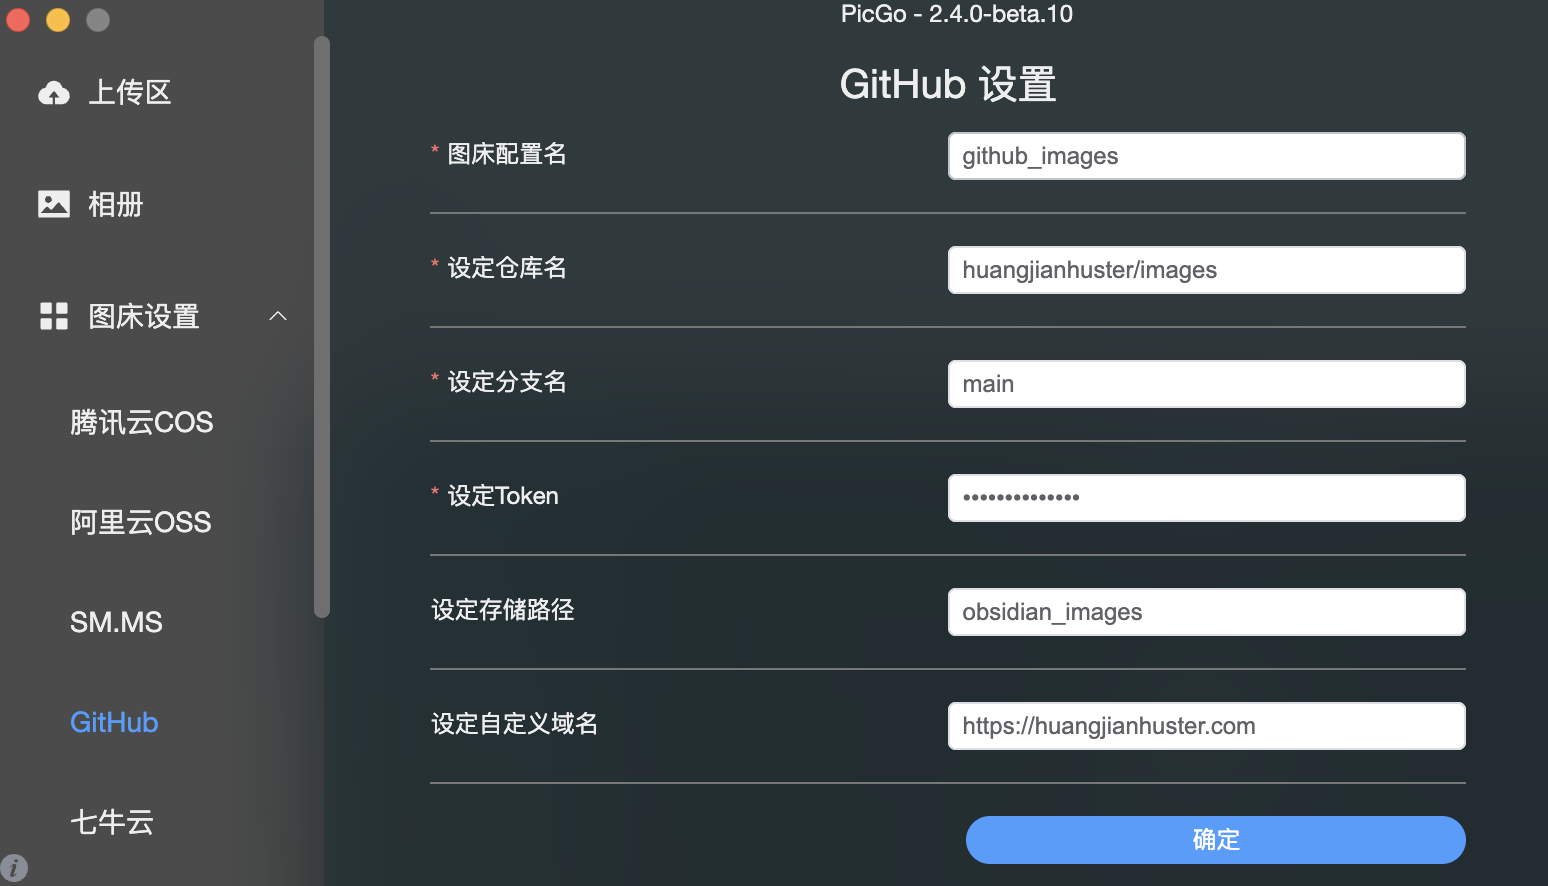 PicGo - 2.4.0-beta.10
上传区
相册
图床设置
腾讯云COS
阿里云OSS
SM.MS
GitHub
七牛云
GitHub 设置
* 图床配置名
github_images
* 设定仓库名
huangjianhuster/images
* 设定分支名
main
* 设定Token
••••••••••••••
设定存储路径
obsidian_images
设定自定义域名
https://huangjianhuster.com
确定